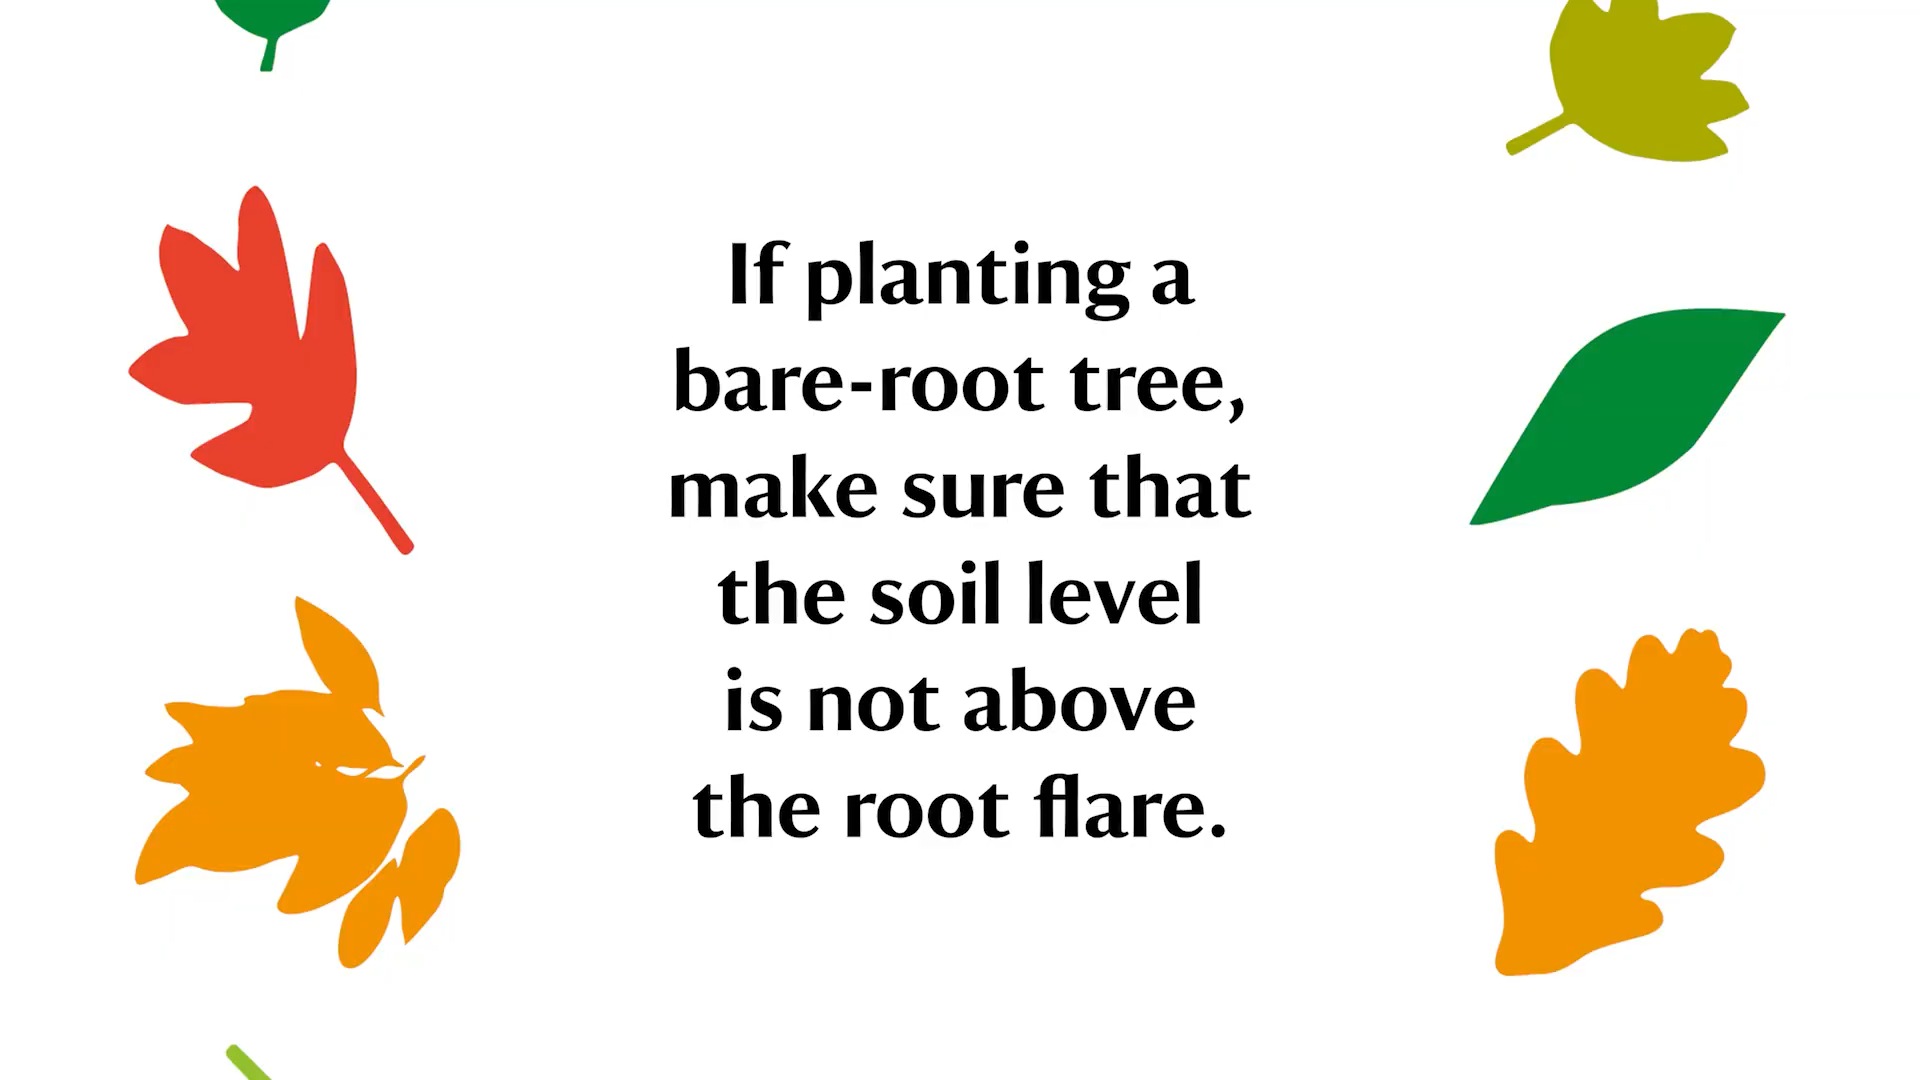 If planting a
bare-root tree,
make sure that
the soil level
is not above
the root flare.